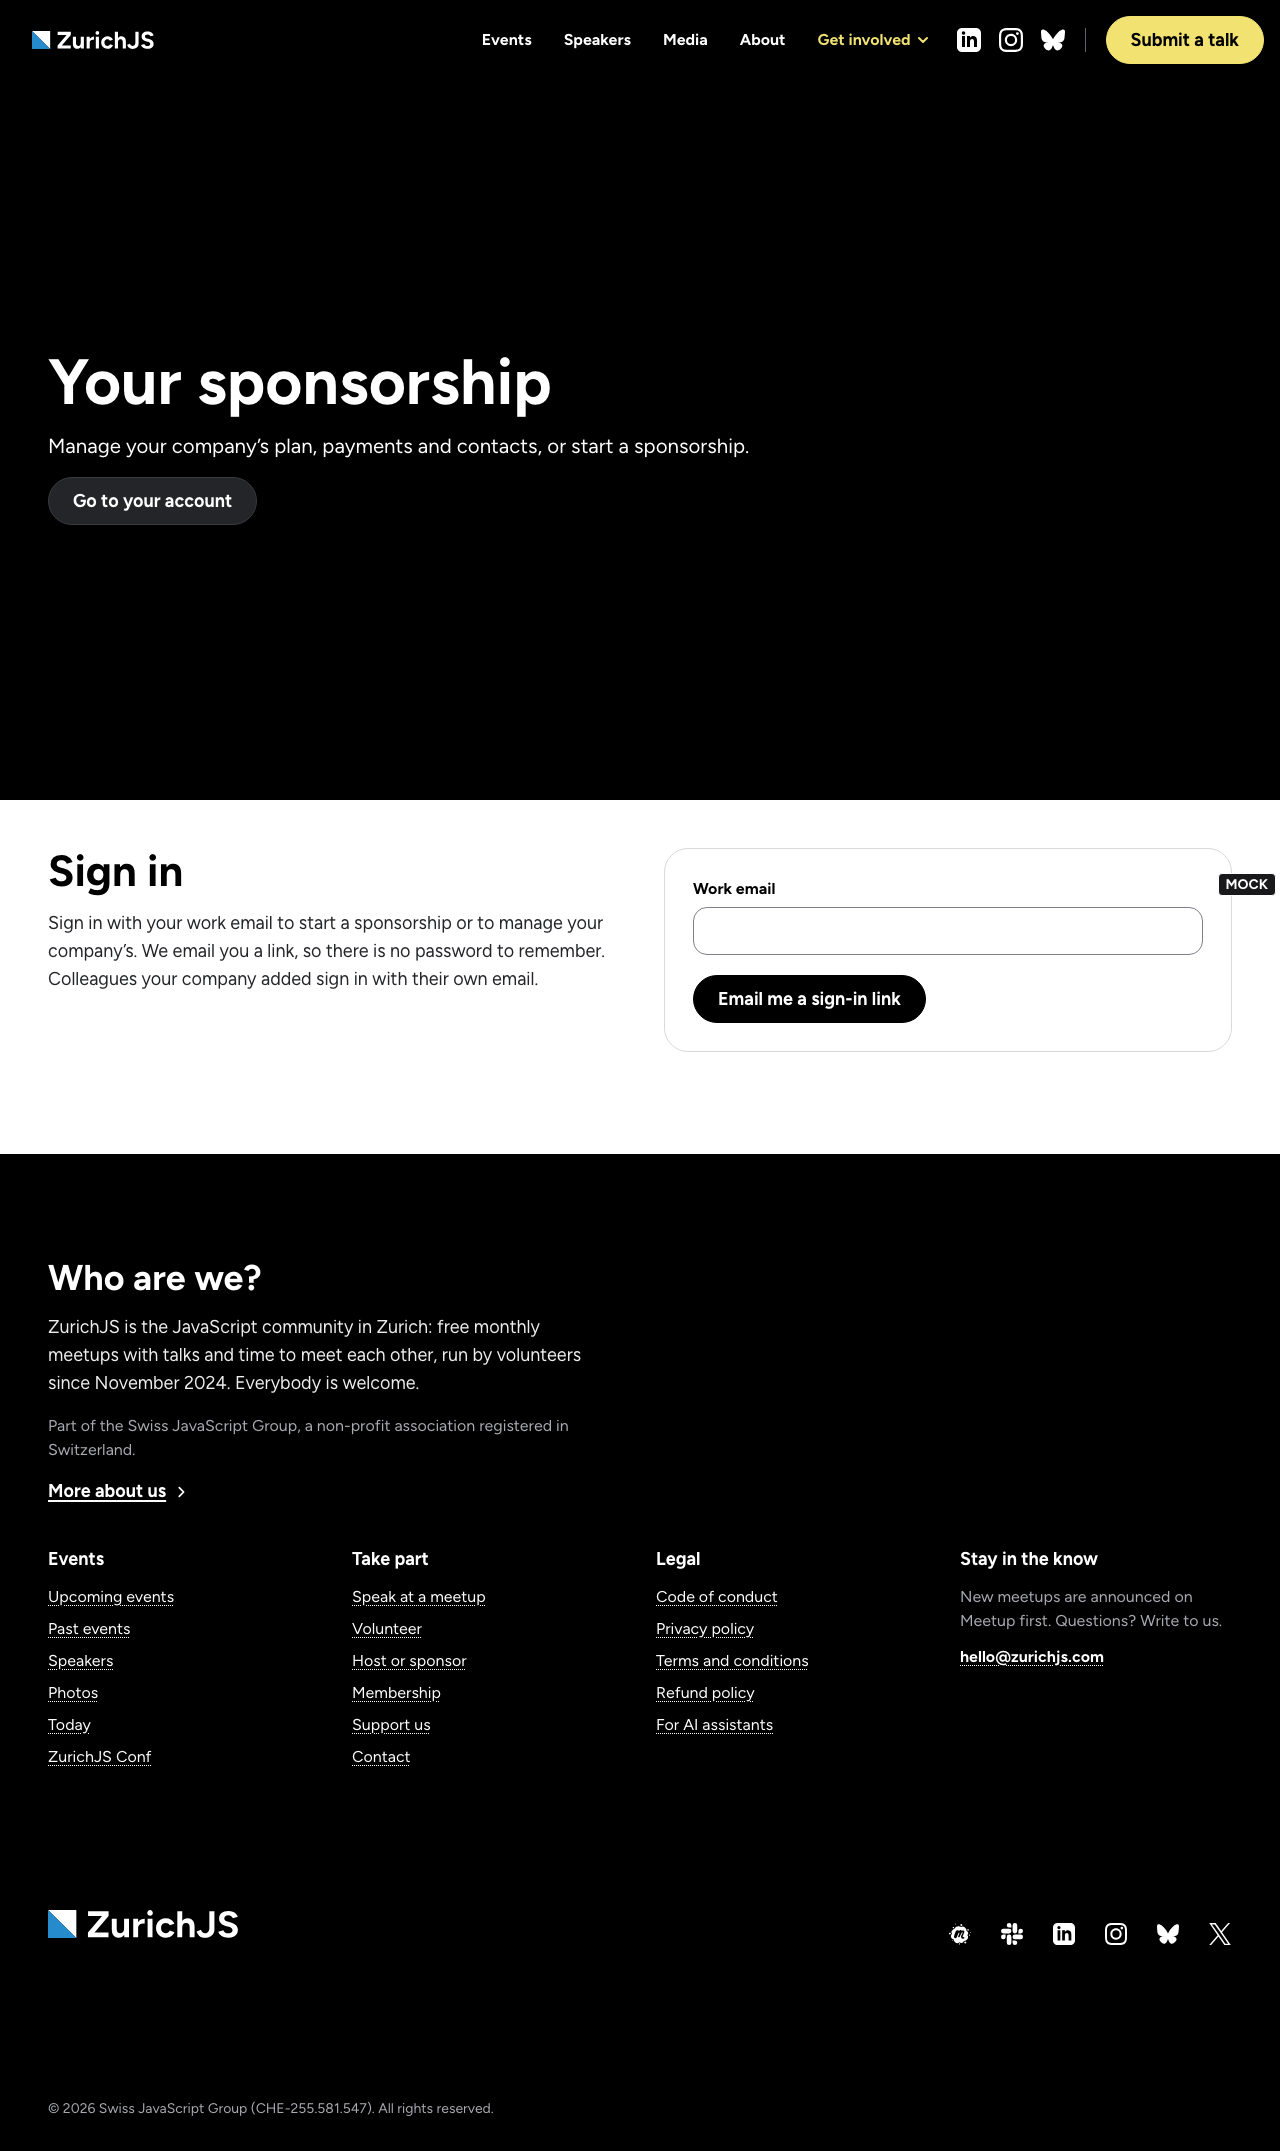 ZurichJS
Events
Speakers
Media
About
Get involved
Submit a talk
Your sponsorship
Manage your company’s plan, payments and contacts, or start a sponsorship.
Go to your account
Sign in
Sign in with your work email to start a sponsorship or to manage your
company’s. We email you a link, so there is no password to remember.
Colleagues your company added sign in with their own email.
Work email
MOCK
Email me a sign-in link
Who are we?
ZurichJS is the JavaScript community in Zurich: free monthly
meetups with talks and time to meet each other, run by volunteers
since November 2024. Everybody is welcome.
Part of the Swiss JavaScript Group, a non-profit association registered in
Switzerland.
More about us
Events
Upcoming events
Past events
Speakers
Photos
Today
ZurichJS Conf
Take part
Speak at a meetup
Volunteer
Host or sponsor
Membership
Support us
Contact
Legal
Code of conduct
Privacy policy
Terms and conditions
Refund policy
For AI assistants
Stay in the know
New meetups are announced on
Meetup first. Questions? Write to us.
hello@zurichjs.com
ZurichJS
© 2026 Swiss JavaScript Group (CHE-255.581.547). All rights reserved.